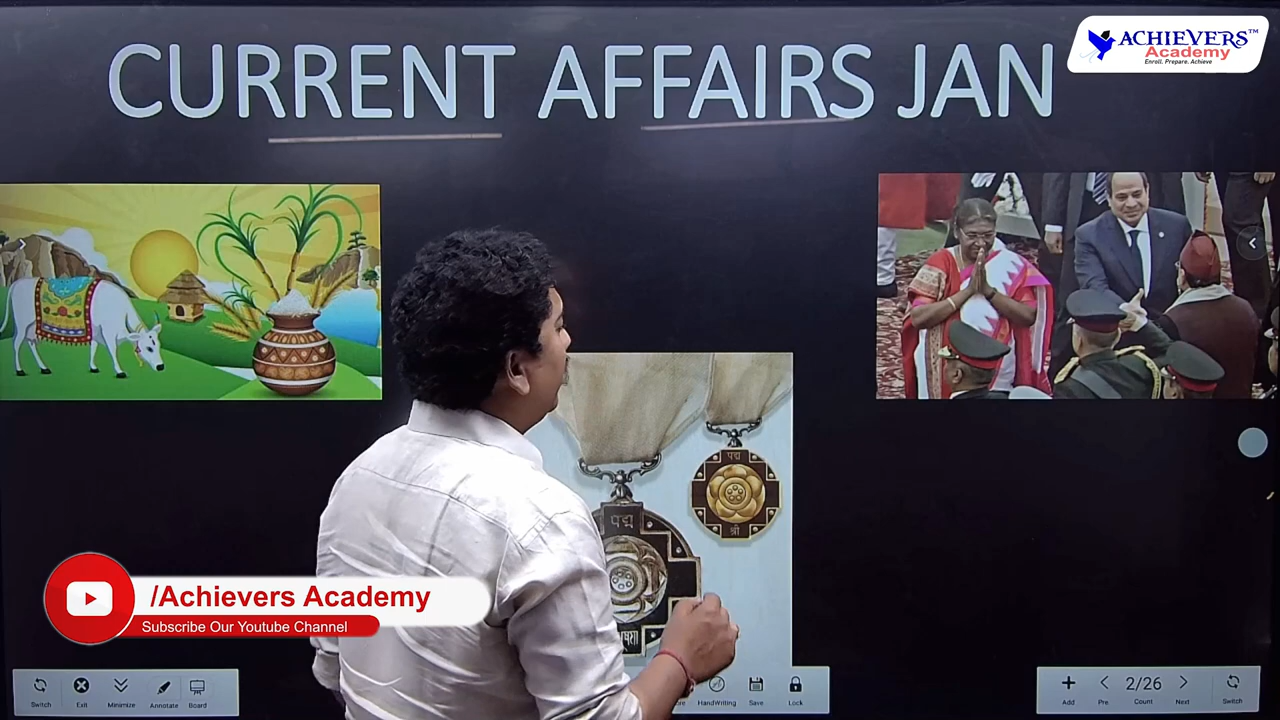 CURRENT AFFAIRS JAN
ACHIEVERS™
Academy
Enroll. Prepare. Achieve
पद्म
श्री
पद्म
/Achievers Academy
Subscribe Our Youtube Channel
Switch
Exit
Minimize
Annotate
Board
HandWriting
Save
Lock
2/26
Add
Pre.
Count
Next
Switch